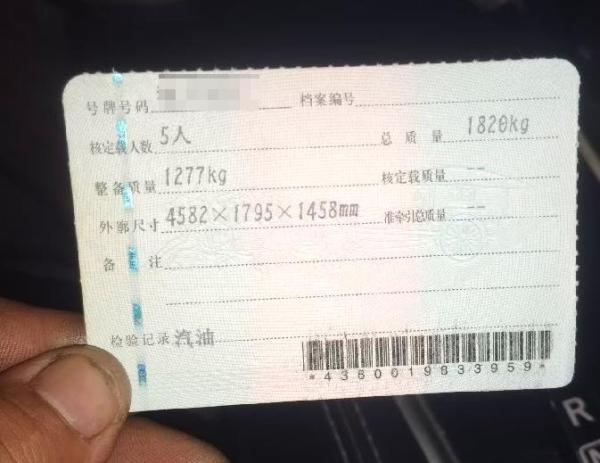 号牌号码 档案编号
核定载人数 5人 总质量 1820kg
整备质量 1277kg 核定载质量 --
外廓尺寸 4582×1795×1458mm 准牵引总质量 --
备注
检验记录 汽油
*4360019833959*
R